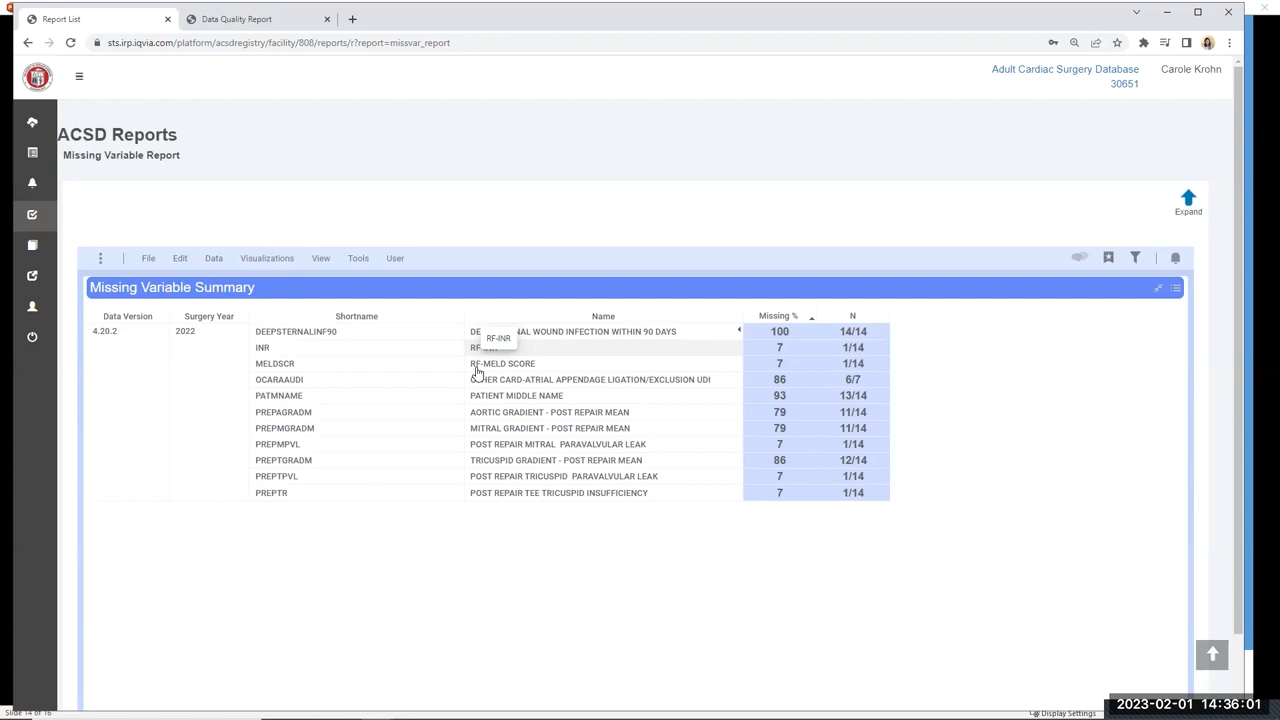 Report List
Data Quality Report
sts.irp.iqvia.com/platform/acsdregistry/facility/808/reports/r?report=missvar_report
Adult Cardiac Surgery Database
30651
Carole Krohn
ACSD Reports
Missing Variable Report
Expand
File Edit Data Visualizations View Tools User
Missing Variable Summary
Data Version Surgery Year Shortname Name Missing % N
4.20.2 2022 DEEPSTERNALINF90 WOUND INFECTION WITHIN 90 DAYS 100 14/14
RF-INR
INR 7 1/14
MELDSCR RF-MELD SCORE 7 1/14
OCARAAUDI OTHER CARD-ATRIAL APPENDAGE LIGATION/EXCLUSION UDI 86 6/7
PATMNAME PATIENT MIDDLE NAME 93 13/14
PREPAGRADM AORTIC GRADIENT - POST REPAIR MEAN 79 11/14
PREPMGRADM MITRAL GRADIENT - POST REPAIR MEAN 79 11/14
PREPMPVL POST REPAIR MITRAL PARAVALVULAR LEAK 7 1/14
PREPTGRADM TRICUSPID GRADIENT - POST REPAIR MEAN 86 12/14
PREPTPVL POST REPAIR TRICUSPID PARAVALVULAR LEAK 7 1/14
PREPTR POST REPAIR TEE TRICUSPID INSUFFICIENCY 7 1/14
2023-02-01 14:36:01
Slide 14 of 16
Display Settings